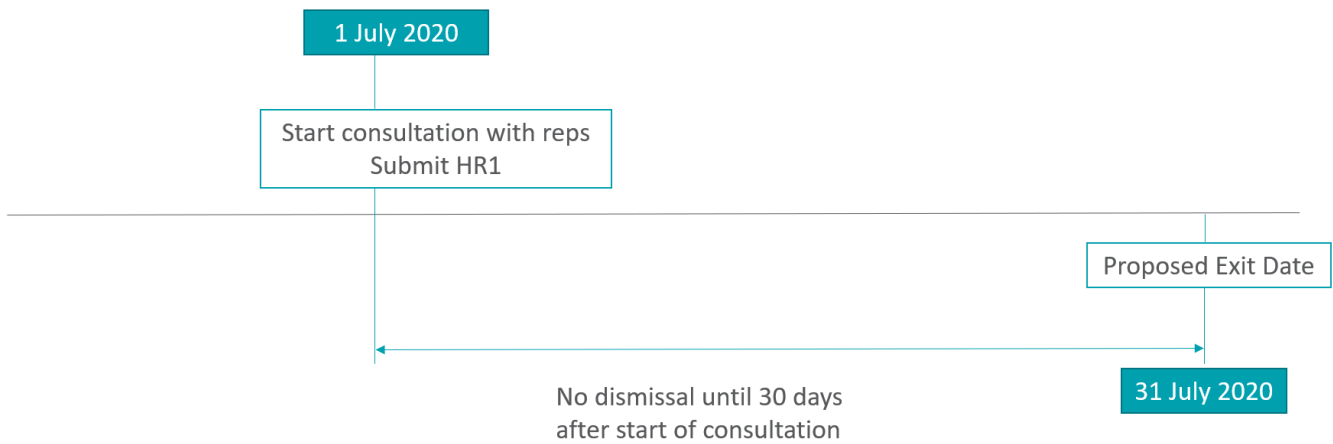 1 July 2020
Start consultation with reps
Submit HR1
Proposed Exit Date
31 July 2020
No dismissal until 30 days
after start of consultation